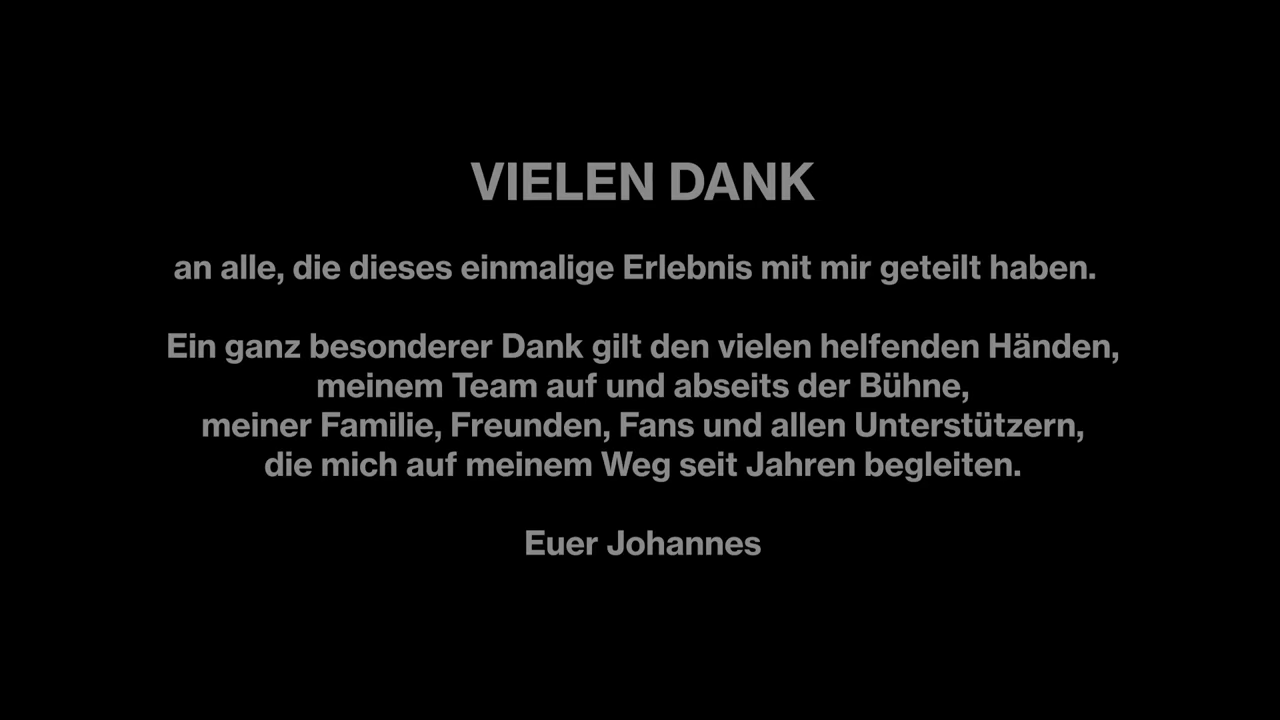 VIELEN DANK
an alle, die dieses einmalige Erlebnis mit mir geteilt haben.
Ein ganz besonderer Dank gilt den vielen helfenden Händen,
meinem Team auf und abseits der Bühne,
meiner Familie, Freunden, Fans und allen Unterstützern,
die mich auf meinem Weg seit Jahren begleiten.
Euer Johannes